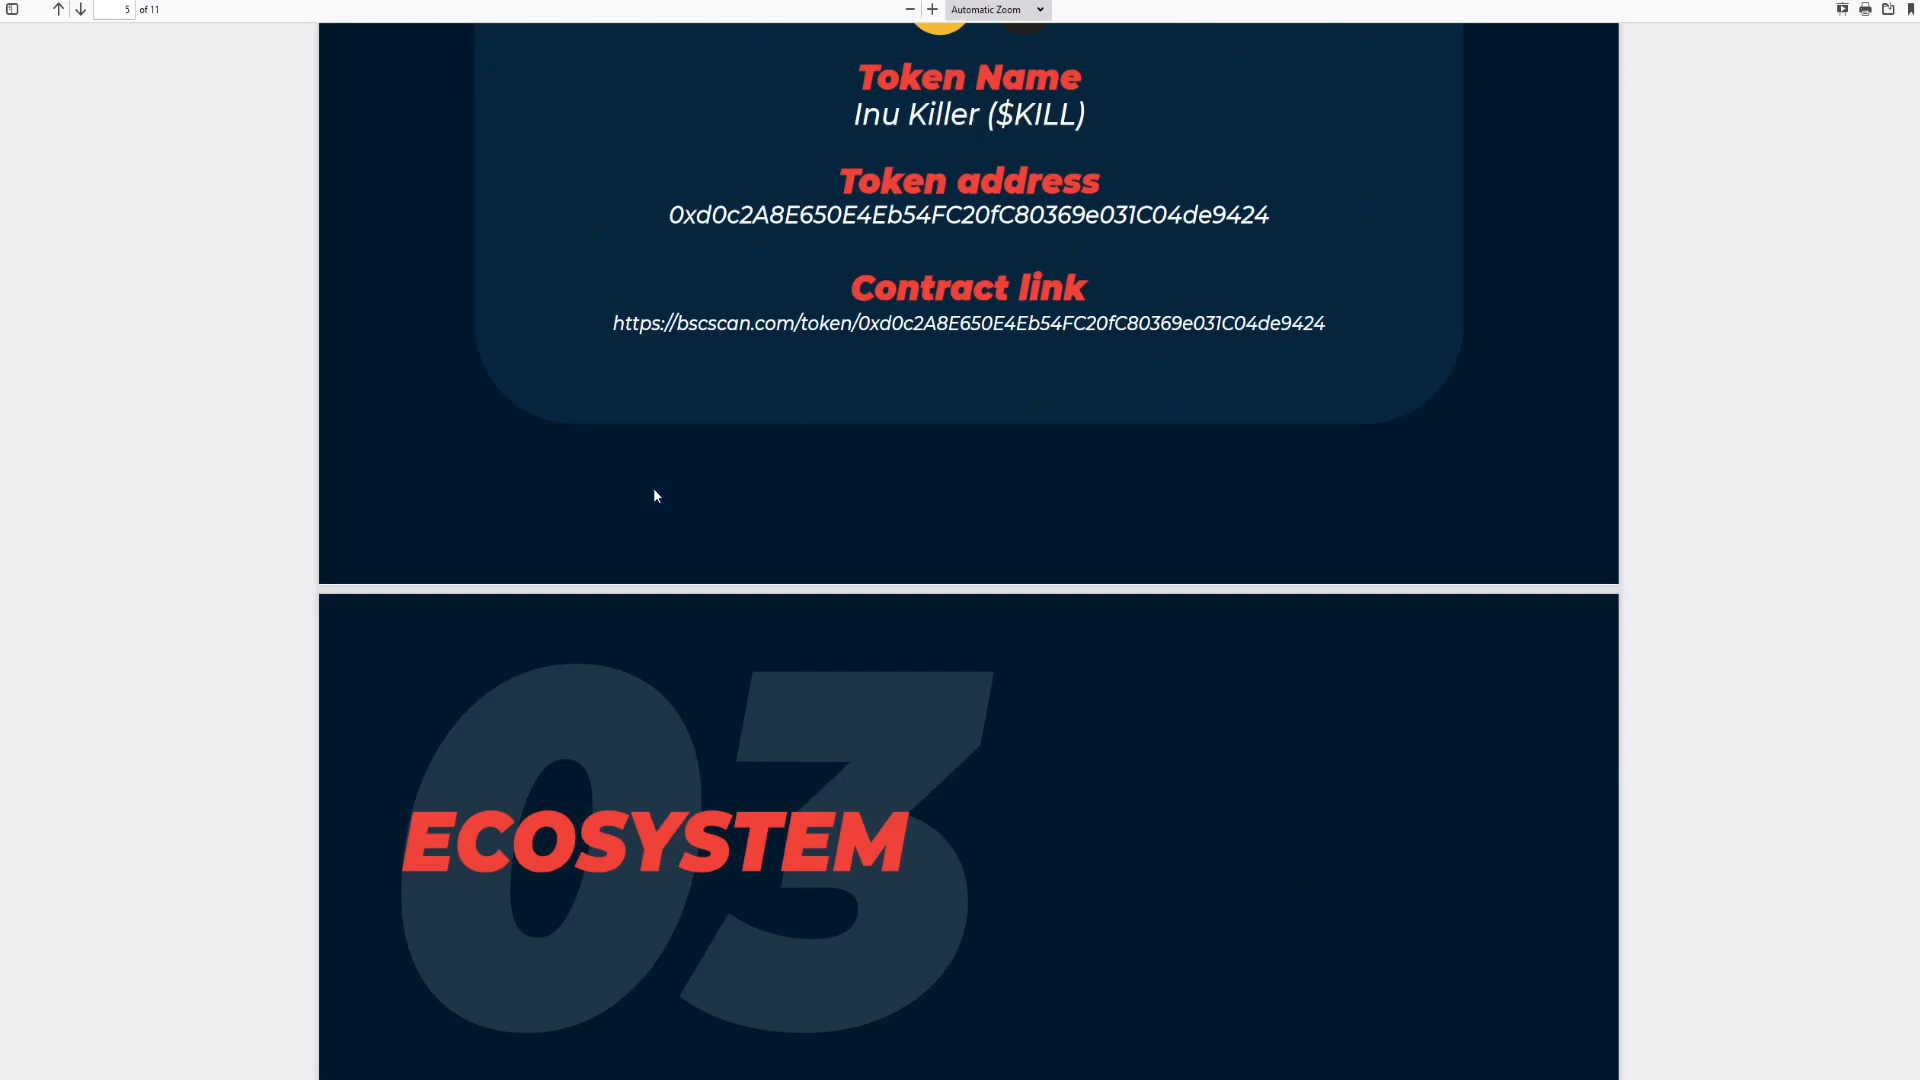 5 of 11
Automatic Zoom
Token Name
Inu Killer ($KILL)
Token address
0xd0c2A8E650E4Eb54FC20fC80369e031C04de9424
Contract link
https://bscscan.com/token/0xd0c2A8E650E4Eb54FC20fC80369e031C04de9424
03
ECOSYSTEM